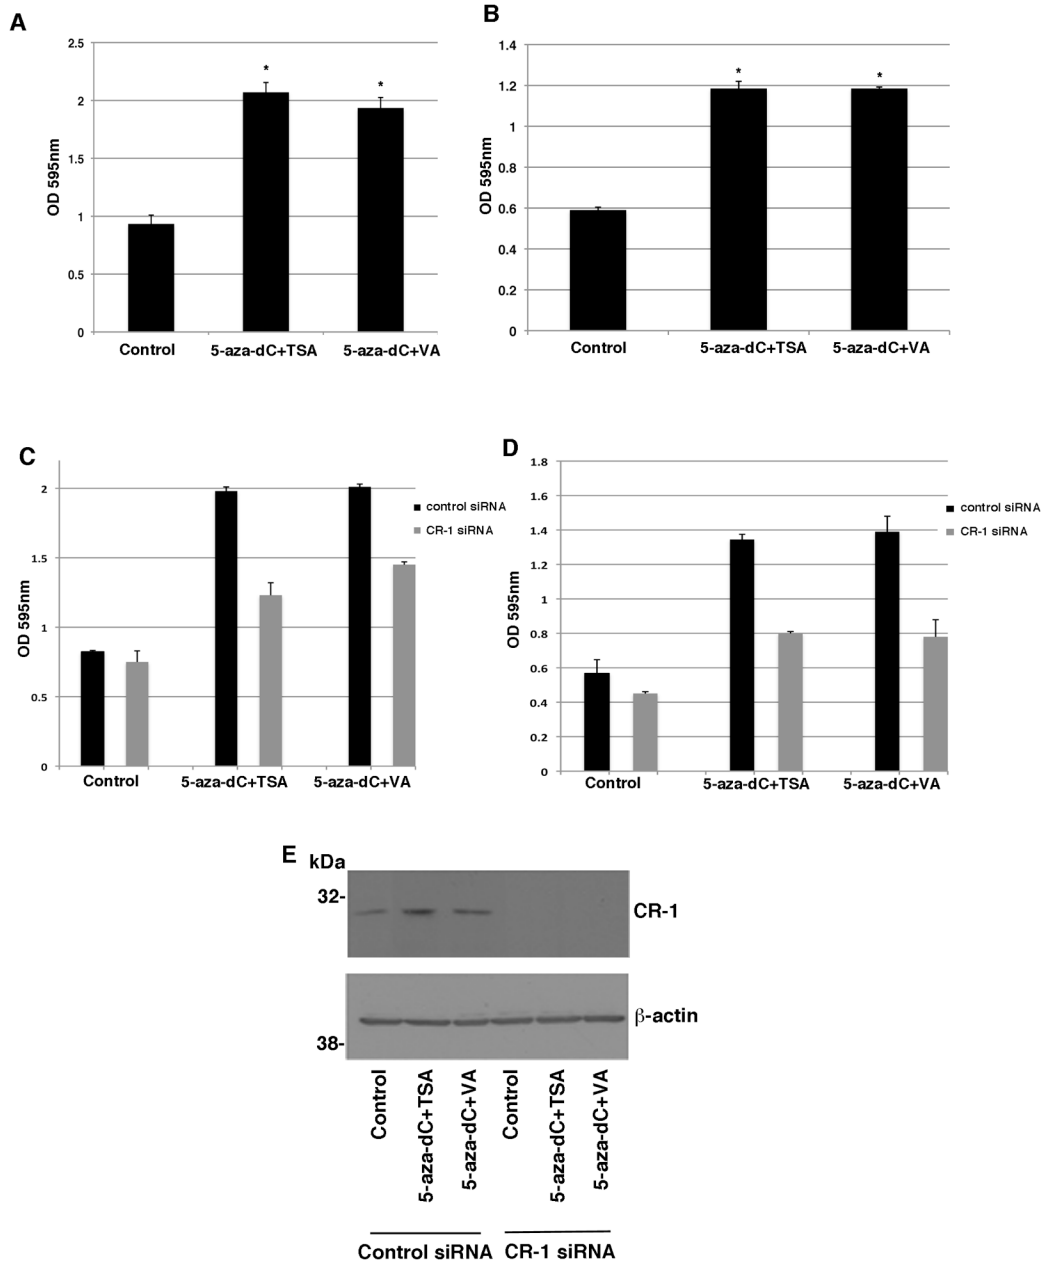 A
2.5
2
1.5
1
0.5
0
OD 595nm
*
*
Control
5-aza-dC+TSA
5-aza-dC+VA
B
1.4
1.2
1
0.8
0.6
0.4
0.2
0
OD 595nm
*
*
Control
5-aza-dC+TSA
5-aza-dC+VA
C
2
1.5
1
0.5
0
OD 595nm
control siRNA
CR-1 siRNA
Control
5-aza-dC+TSA
5-aza-dC+VA
D
1.8
1.6
1.4
1.2
1
0.8
0.6
0.4
0.2
0
OD 595nm
control siRNA
CR-1 siRNA
Control
5-aza-dC+TSA
5-aza-dC+VA
E
kDa
32-
CR-1
β-actin
38-
Control
5-aza-dC+TSA
5-aza-dC+VA
Control
5-aza-dC+TSA
5-aza-dC+VA
Control siRNA
CR-1 siRNA